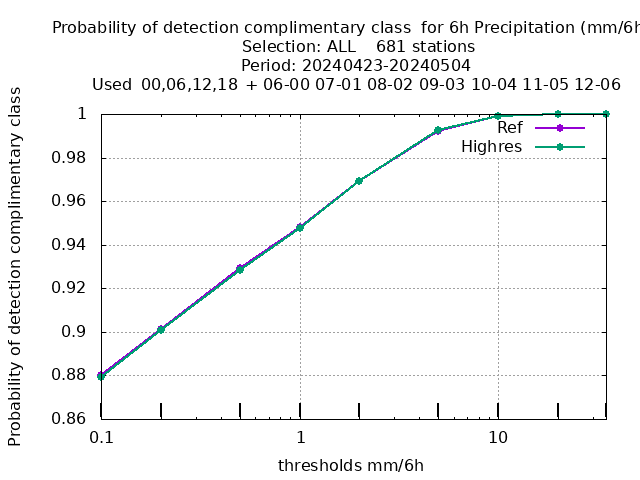 Probability of detection complimentary class for 6h Precipitation (mm/6h
Selection: ALL 681 stations
Period: 20240423-20240504
Used 00,06,12,18 + 06-00 07-01 08-02 09-03 10-04 11-05 12-06
Probability of detection complimentary class
1
0.98
0.96
0.94
0.92
0.9
0.88
0.86
Ref
Highres
0.1 1 10
thresholds mm/6h